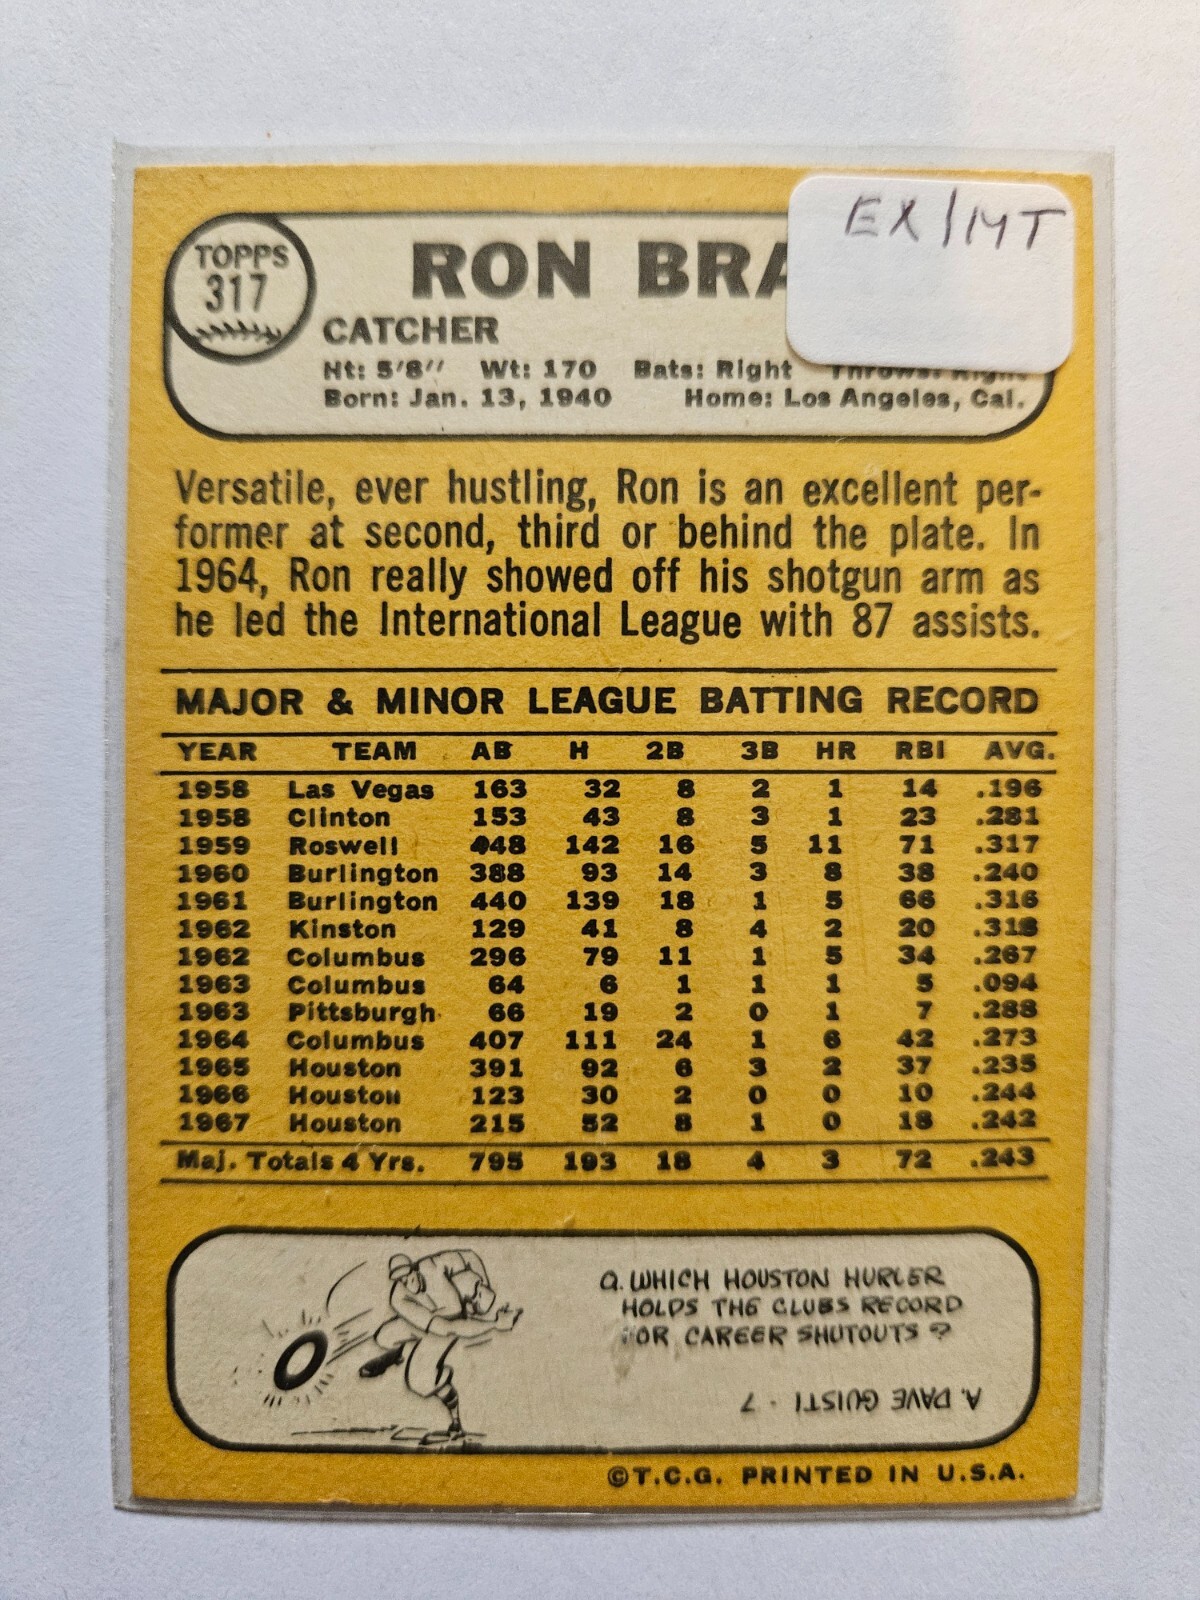 EX/MT
TOPPS
317
RON BRA
CATCHER
Ht: 5'8'' Wt: 170 Bats: Right Throws: Right
Born: Jan. 13, 1940 Home: Los Angeles, Cal.
Versatile, ever hustling, Ron is an excellent per-
former at second, third or behind the plate. In
1964, Ron really showed off his shotgun arm as
he led the International League with 87 assists.
MAJOR & MINOR LEAGUE BATTING RECORD
YEAR TEAM AB H 2B 3B HR RBI AVG.
1958 Las Vegas 163 32 8 2 1 14 .196
1958 Clinton 153 43 8 3 1 23 .281
1959 Roswell 448 142 16 5 11 71 .317
1960 Burlington 388 93 14 3 8 38 .240
1961 Burlington 440 139 18 1 5 66 .316
1962 Kinston 129 41 8 4 2 20 .318
1962 Columbus 296 79 11 1 5 34 .267
1963 Columbus 64 6 1 1 1 5 .094
1963 Pittsburgh 66 19 2 0 1 7 .288
1964 Columbus 407 111 24 1 6 42 .273
1965 Houston 391 92 6 3 2 37 .235
1966 Houston 123 30 2 0 0 10 .244
1967 Houston 215 52 8 1 0 18 .242
Maj. Totals 4 Yrs. 795 193 18 4 3 72 .243
Q. WHICH HOUSTON HURLER
HOLDS THE CLUBS RECORD
FOR CAREER SHUTOUTS?
A. DAVE GUISTI - 7
©T.C.G. PRINTED IN U.S.A.